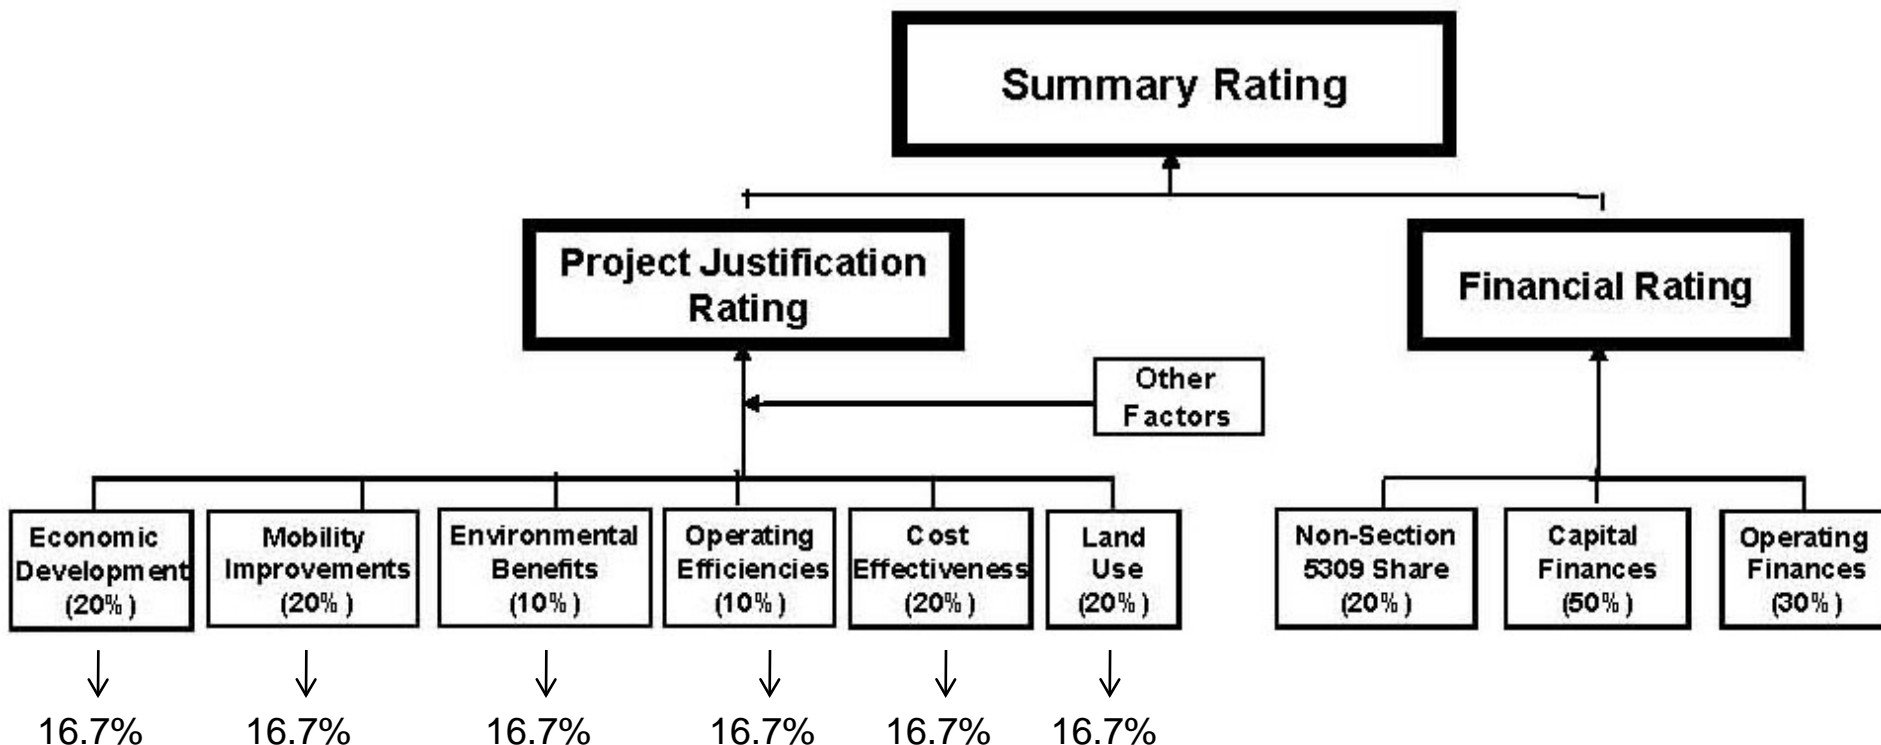 Summary Rating
Project Justification
Rating
Financial Rating
Other
Factors
Economic
Development
(20%)
Mobility
Improvements
(20%)
Environmental
Benefits
(10%)
Operating
Efficiencies
(10%)
Cost
Effectiveness
(20%)
Land
Use
(20%)
Non-Section
5309 Share
(20%)
Capital
Finances
(50%)
Operating
Finances
(30%)
16.7%
16.7%
16.7%
16.7%
16.7%
16.7%